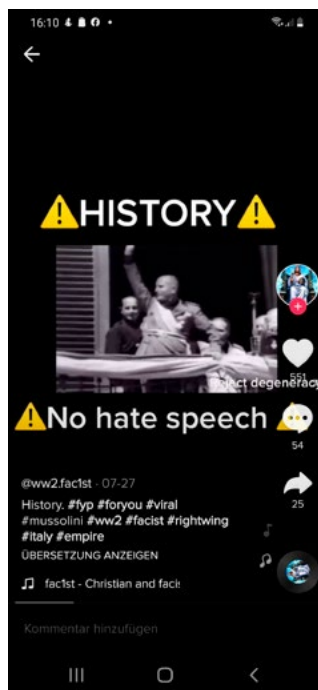 16:10
HISTORY
551
reject degeneracy
No hate speech
54
@ww2.fac1st · 07-27
25
History. #fyp #foryou #viral
#mussolini #ww2 #facist #rightwing
#italy #empire
ÜBERSETZUNG ANZEIGEN
fac1st - Christian and facis
Kommentar hinzufügen